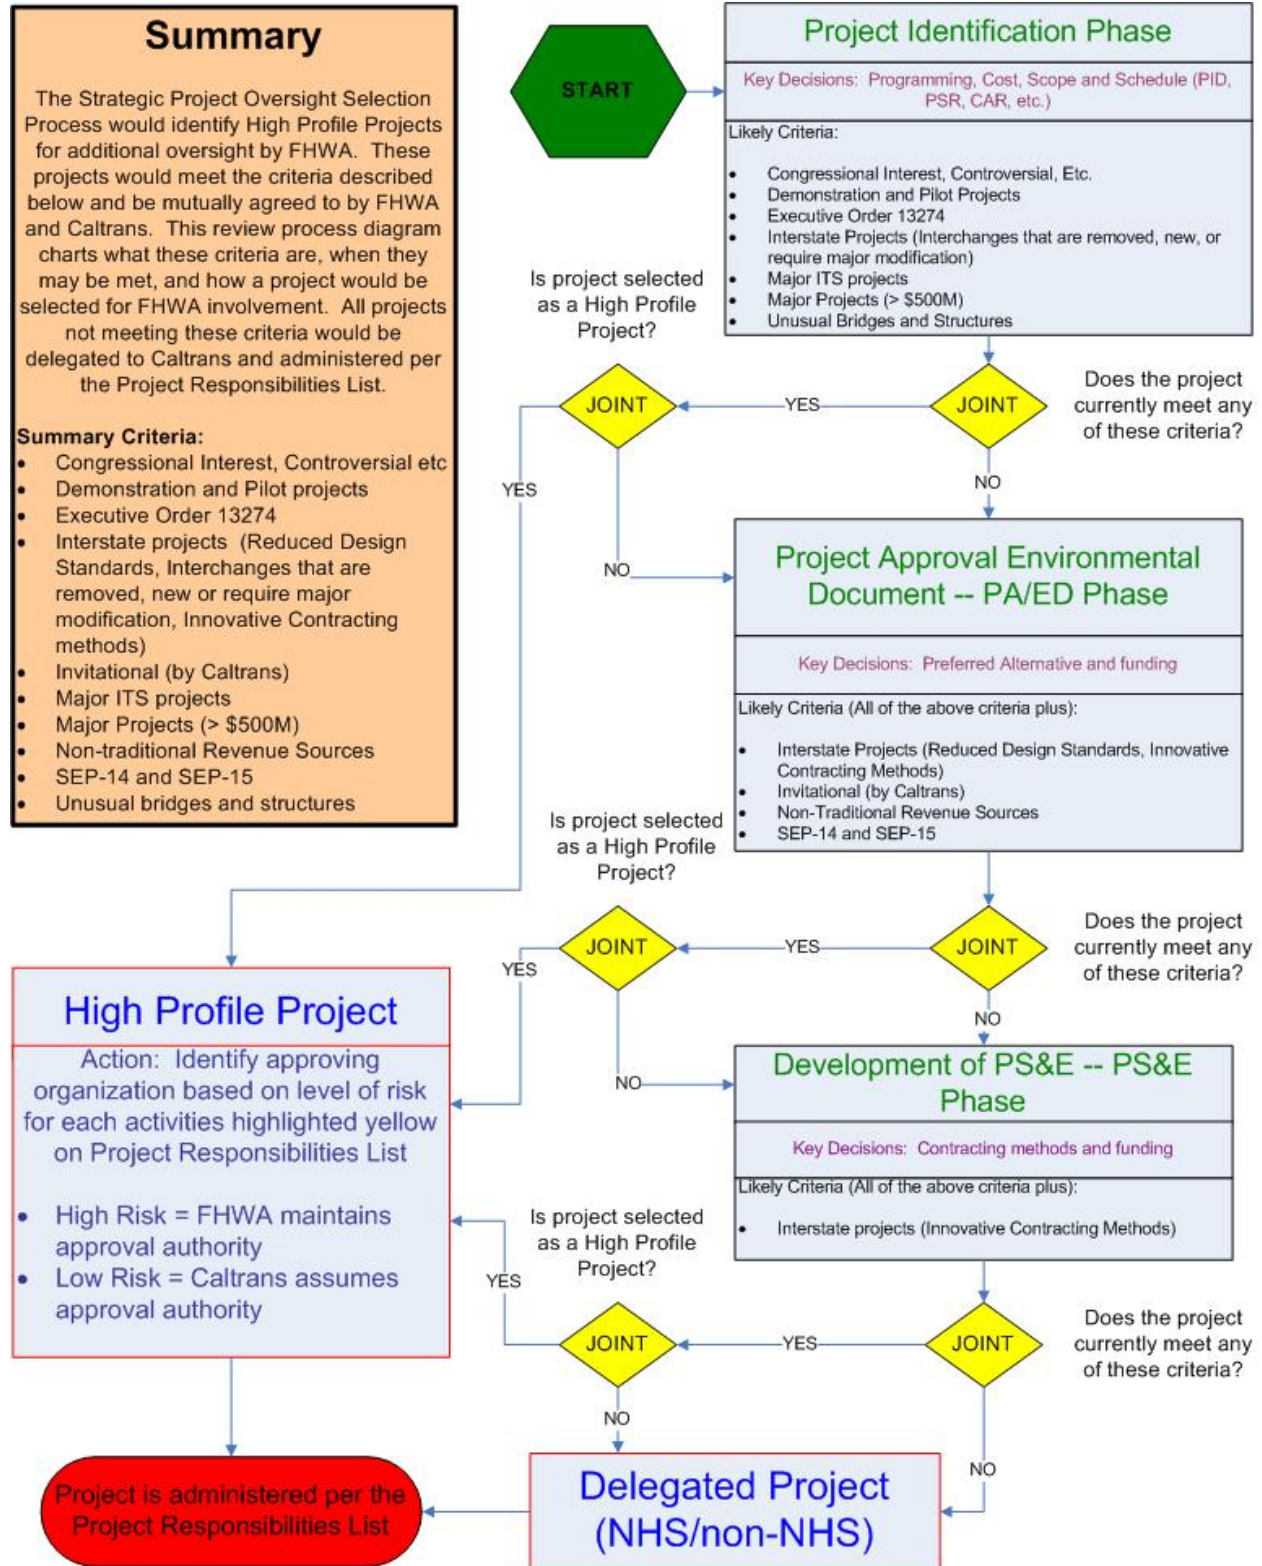 Summary
The Strategic Project Oversight Selection
Process would identify High Profile Projects
for additional oversight by FHWA.  These
projects would meet the criteria described
below and be mutually agreed to by FHWA
and Caltrans.  This review process diagram
charts what these criteria are, when they
may be met, and how a project would be
selected for FHWA involvement.  All projects
not meeting these criteria would be
delegated to Caltrans and administered per
the Project Responsibilities List.
Summary Criteria:
• Congressional Interest, Controversial etc
• Demonstration and Pilot projects
• Executive Order 13274
• Interstate projects  (Reduced Design
Standards, Interchanges that are
removed, new or require major
modification, Innovative Contracting
methods)
• Invitational (by Caltrans)
• Major ITS projects
• Major Projects (> $500M)
• Non-traditional Revenue Sources
• SEP-14 and SEP-15
• Unusual bridges and structures
START
Project Identification Phase
Key Decisions:  Programming, Cost, Scope and Schedule (PID,
PSR, CAR, etc.)
Likely Criteria:
• Congressional Interest, Controversial, Etc.
• Demonstration and Pilot Projects
• Executive Order 13274
• Interstate Projects (Interchanges that are removed, new, or
require major modification)
• Major ITS projects
• Major Projects (> $500M)
• Unusual Bridges and Structures
Is project selected
as a High Profile
Project?
JOINT
YES
JOINT
Does the project
currently meet any
of these criteria?
YES
NO
NO
Project Approval Environmental
Document -- PA/ED Phase
Key Decisions:  Preferred Alternative and funding
Likely Criteria (All of the above criteria plus):
• Interstate Projects (Reduced Design Standards, Innovative
Contracting Methods)
• Invitational (by Caltrans)
• Non-Traditional Revenue Sources
• SEP-14 and SEP-15
Is project selected
as a High Profile
Project?
JOINT
YES
JOINT
Does the project
currently meet any
of these criteria?
YES
NO
NO
Development of PS&E -- PS&E
Phase
Key Decisions:  Contracting methods and funding
Likely Criteria (All of the above criteria plus):
• Interstate projects (Innovative Contracting Methods)
High Profile Project
Action:  Identify approving
organization based on level of risk
for each activities highlighted yellow
on Project Responsibilities List
• High Risk = FHWA maintains
approval authority
• Low Risk = Caltrans assumes
approval authority
Is project selected
as a High Profile
Project?
YES
JOINT
YES
JOINT
Does the project
currently meet any
of these criteria?
NO
NO
Delegated Project
(NHS/non-NHS)
Project is administered per the
Project Responsibilities List